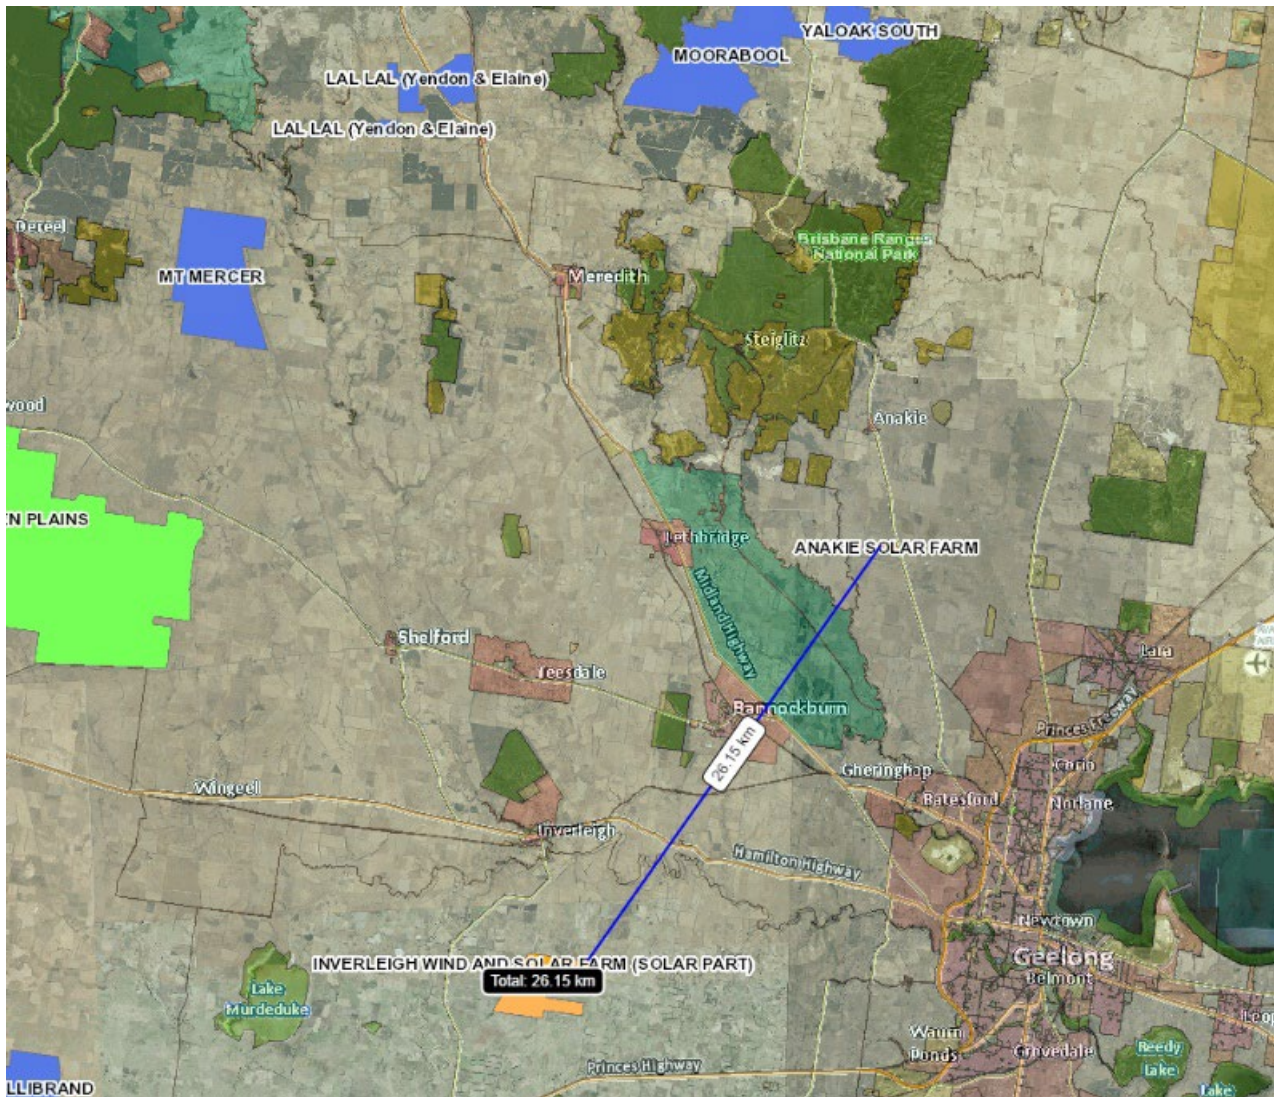 YALOAK SOUTH
MOORABOOL
LAL LAL (Yendon & Elaine)
LAL LAL (Yendon & Elaine)
Dereel
Brisbane Ranges
National Park
MT MERCER
Meredith
Steiglitz
wood
Anakie
EN PLAINS
Lethbridge
ANAKIE SOLAR FARM
Midland Highway
Shelford
Teesdale
Lara
Bannockburn
Princes Freeway
26.15 km
Gheringhap
Corio
Wingeel
Batesford
Norlane
Inverleigh
Hamilton Highway
Newtown
INVERLEIGH WIND AND SOLAR FARM (SOLAR PART)
Geelong
Total: 26.15 km
Belmont
Lake
Murdeduke
Leop
Waurn
Ponds
Grovedale
Reedy
Lake
Princes Highway
LLIBRAND
Lake